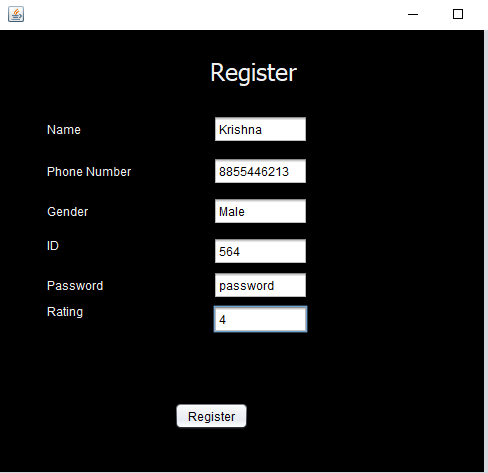 Register
Name Krishna
Phone Number 8855446213
Gender Male
ID 564
Password password
Rating 4
Register